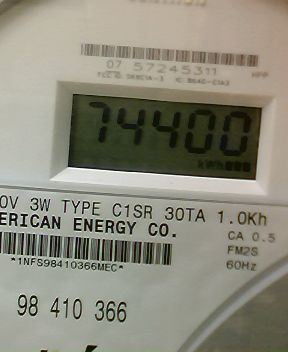 07 57245311
HPP
74400
kWh
0V 3W TYPE C1SR 30TA 1.0Kh
ERICAN ENERGY CO.
CA 0.5
FM2S
60Hz
*1NFS98410366MEC*
98 410 366